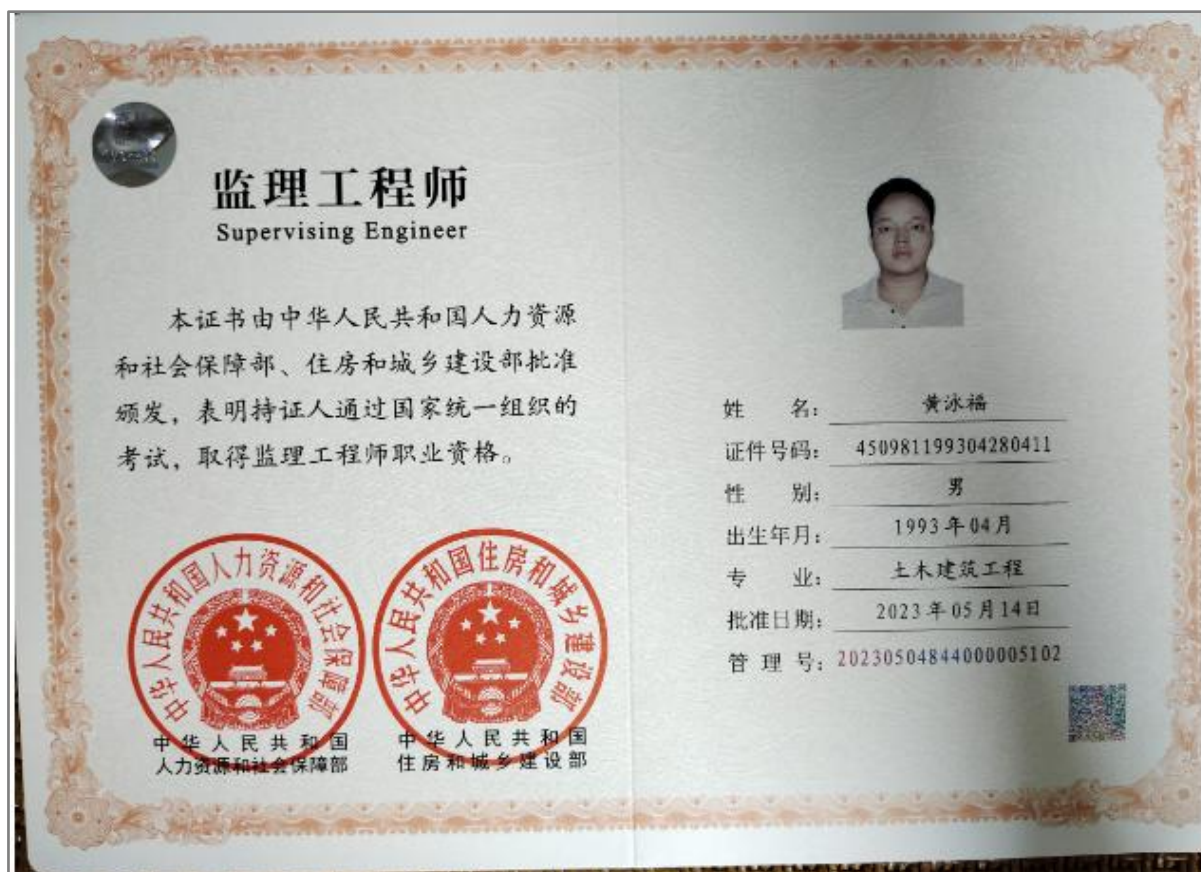 监理工程师
Supervising Engineer
本证书由中华人民共和国人力资源
和社会保障部、住房和城乡建设部批准
颁发，表明持证人通过国家统一组织的
考试，取得监理工程师职业资格。
中华人民共和国人力资源和社会保障部
中华人民共和国住房和城乡建设部
中华人民共和国
人力资源和社会保障部
中华人民共和国
住房和城乡建设部
姓 名： 黄泳福
证件号码： 450981199304280411
性 别： 男
出生年月： 1993年04月
专 业： 土木建筑工程
批准日期： 2023年05月14日
管 理 号： 20230504844000005102